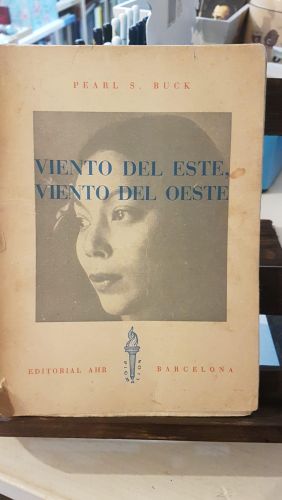 PEARL S. BUCK
VIENTO DEL ESTE,
VIENTO DEL OESTE
EDITORIAL AHR BARCELONA